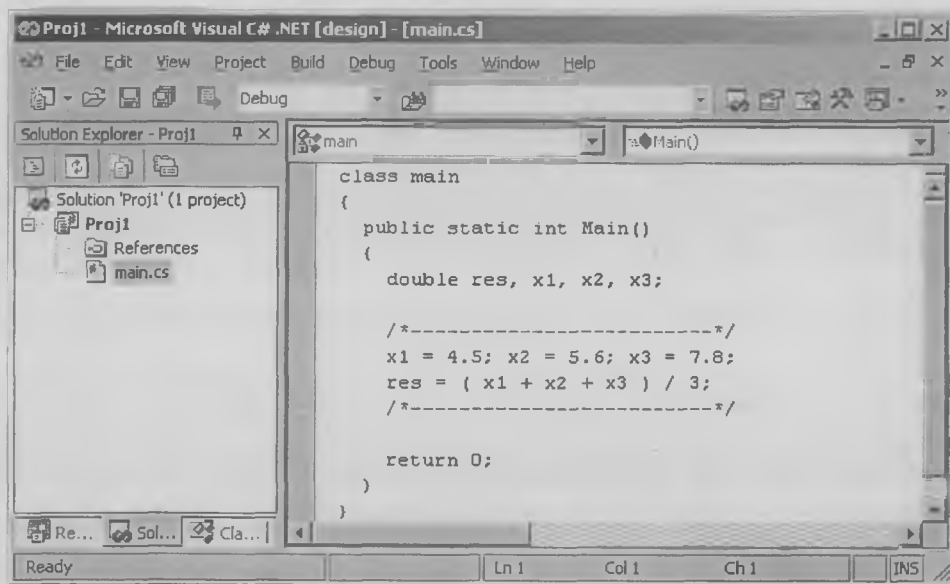 Proj1 - Microsoft Visual C# .NET [design] - [main.cs]
File Edit View Project Build Debug Tools Window Help
Debug
Solution Explorer - Proj1
main
Main()
Solution 'Proj1' (1 project)
Proj1
References
main.cs
class main
{
public static int Main()
{
double res, x1, x2, x3;
/*-------------------------*/
x1 = 4.5; x2 = 5.6; x3 = 7.8;
res = ( x1 + x2 + x3 ) / 3;
/*-------------------------*/
return 0;
}
}
Re... Sol... Cla...
Ready Ln 1 Col 1 Ch 1 INS